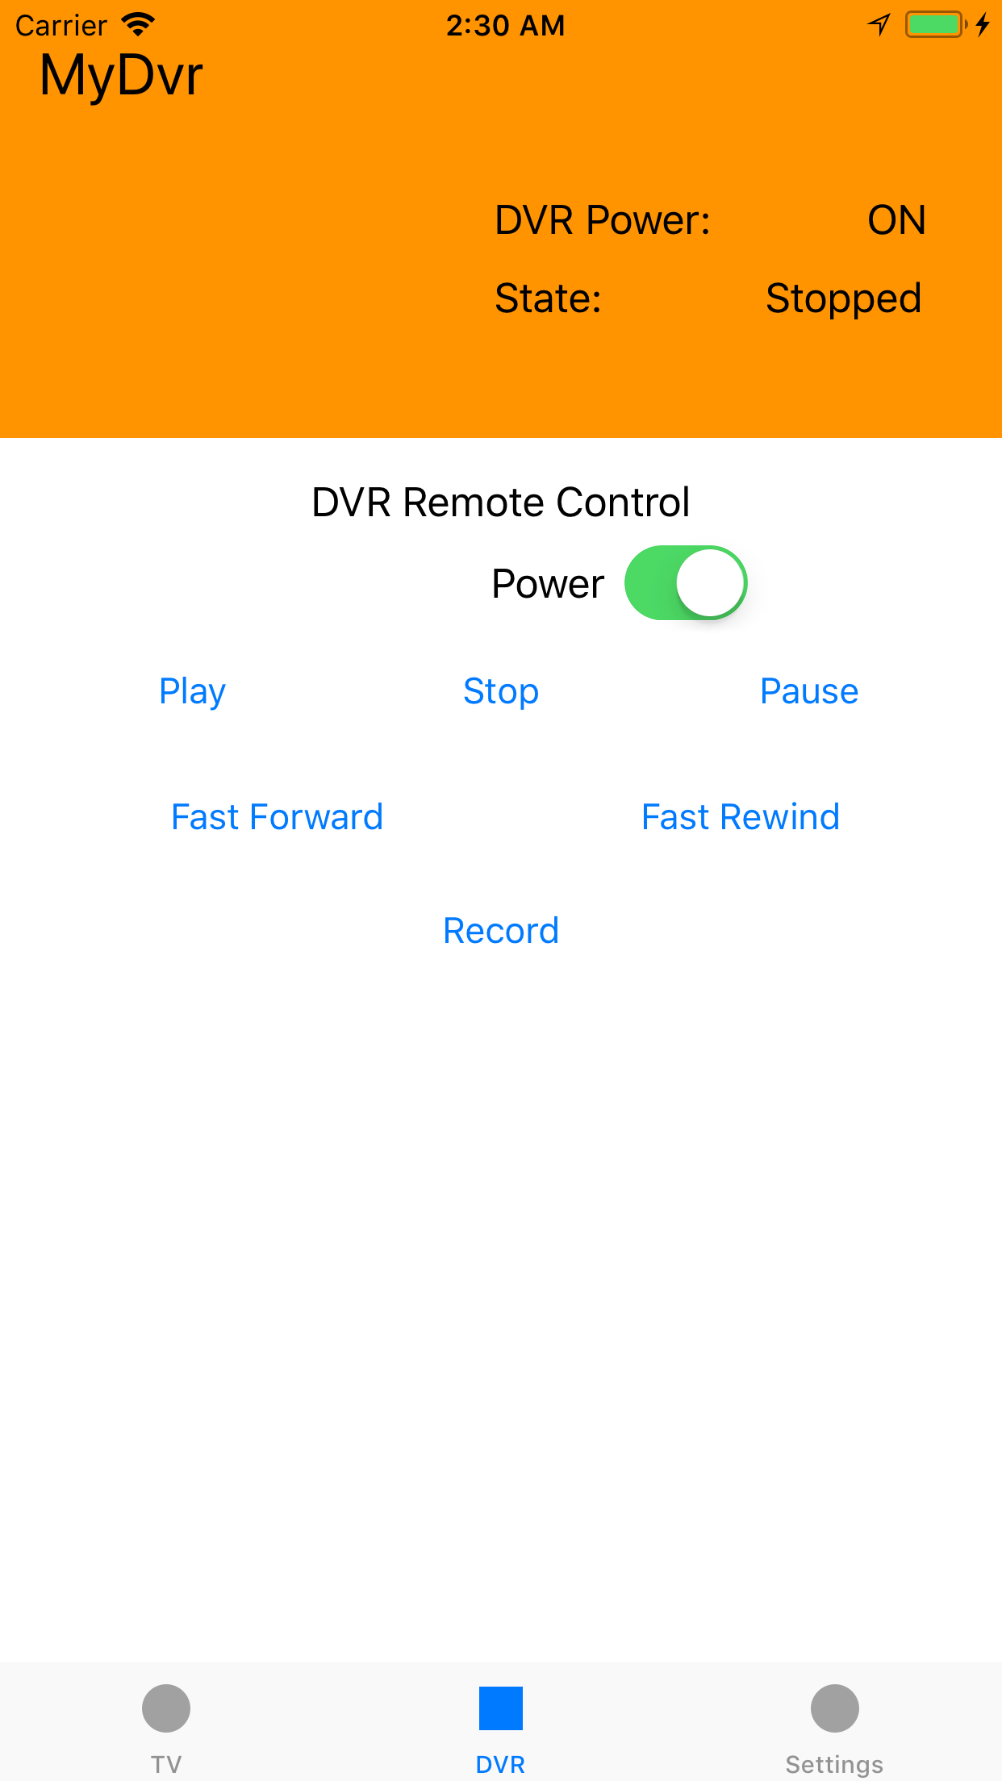 Carrier 2:30 AM
MyDvr
DVR Power: ON
State: Stopped
DVR Remote Control
Power
Play Stop Pause
Fast Forward Fast Rewind
Record
TV DVR Settings